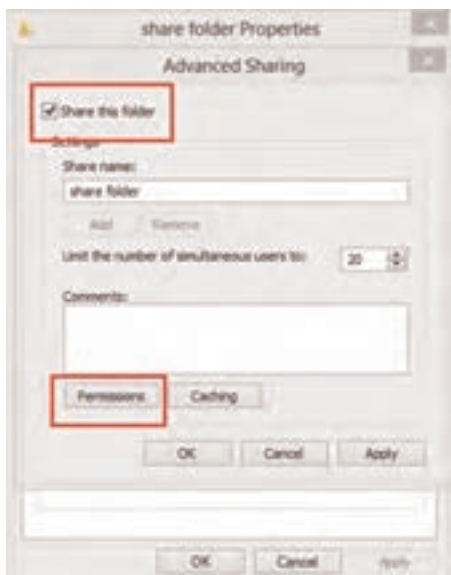 share folder Properties
Advanced Sharing
Share this folder
Settings
Share name:
share folder
Add Remove
Limit the number of simultaneous users to: 20
Comments:
Permissions Caching
OK Cancel Apply
OK Cancel Apply